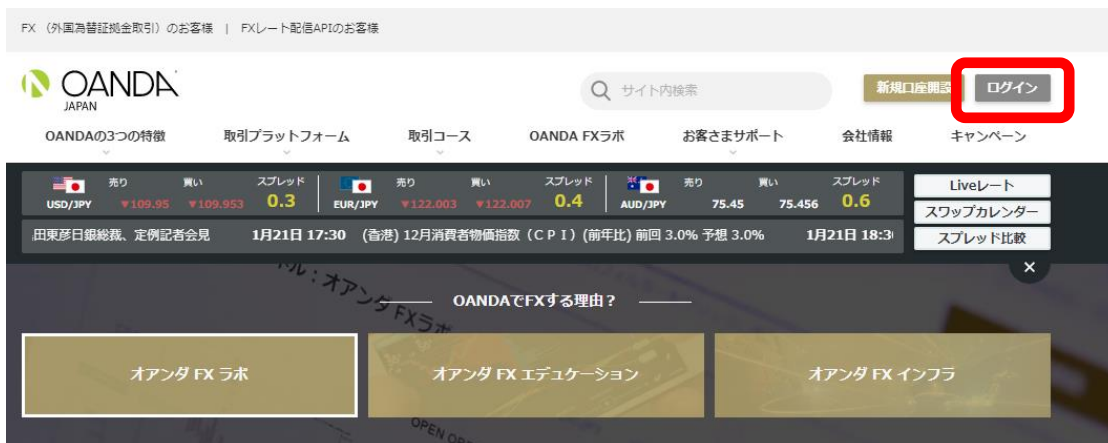 FX （外国為替証拠金取引）のお客様 | FXレート配信APIのお客様
OANDA
JAPAN
サイト内検索
新規口座開設
ログイン
OANDAの3つの特徴 取引プラットフォーム 取引コース OANDA FXラボ お客さまサポート 会社情報 キャンペーン
売り 買い スプレッド 売り 買い スプレッド 売り 買い スプレッド
USD/JPY ▼109.95 ▼109.953 0.3 EUR/JPY ▼122.003 ▼122.007 0.4 AUD/JPY 75.45 75.456 0.6
Liveレート
スワップカレンダー
スプレッド比較
田東彦日銀総裁、定例記者会見 1月21日 17:30 (香港) 12月消費者物価指数（ＣＰＩ）(前年比) 前回 3.0% 予想 3.0% 1月21日 18:3
×
トル：オアンダ FXラボ
OANDAでFXする理由？
オアンダ FX ラボ
オアンダ FX エデュケーション
オアンダ FX インフラ